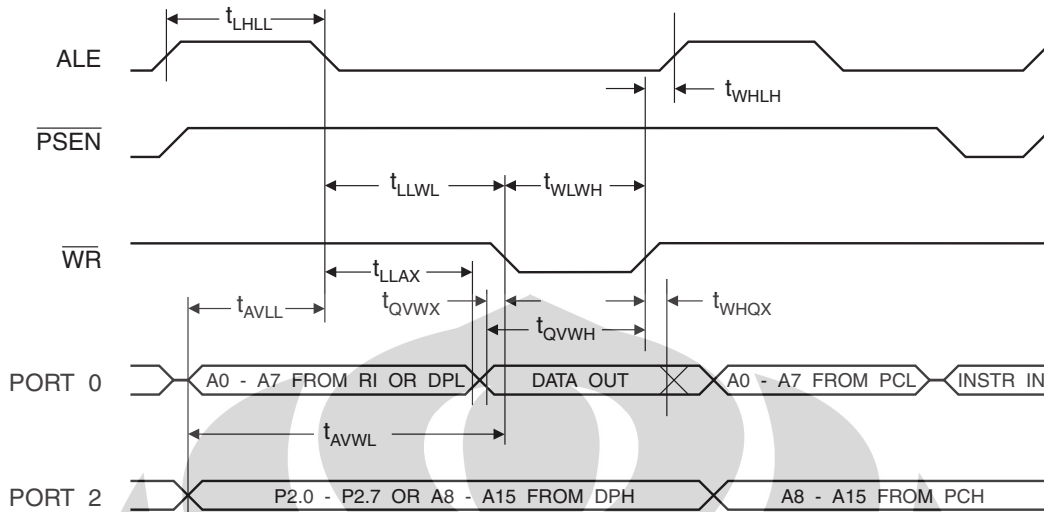 tLHLL
ALE
tWHLH
PSEN
tLLWL
tWLWH
WR
tLLAX
tAVLL
tQVWX
tWHQX
tQVWH
PORT 0
A0 - A7 FROM RI OR DPL
DATA OUT
A0 - A7 FROM PCL
INSTR IN
tAVWL
PORT 2
P2.0 - P2.7 OR A8 - A15 FROM DPH
A8 - A15 FROM PCH